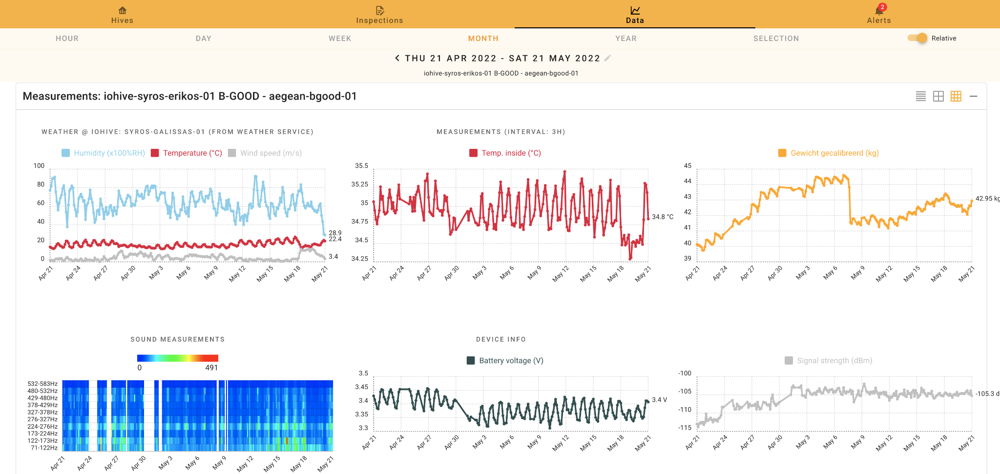 Hives Inspections Data 2 Alerts
HOUR DAY WEEK MONTH YEAR SELECTION Relative
THU 21 APR 2022 - SAT 21 MAY 2022
iohive-syros-erikos-01 B-GOOD - aegean-bgood-01
Measurements: iohive-syros-erikos-01 B-GOOD - aegean-bgood-01
WEATHER @ IOHIVE: SYROS-GALISSAS-01 (FROM WEATHER SERVICE)
Humidity (x100%RH) Temperature (°C) Wind speed (m/s)
100
80
60
40
20
0
28.9
22.4
3.4
Apr 21 Apr 24 Apr 27 Apr 30 May 3 May 6 May 9 May 12 May 15 May 18 May 21
MEASUREMENTS (INTERVAL: 3H)
Temp. inside (°C)
35.5
35.25
35
34.75
34.5
34.25
34.8 °C
Apr 21 Apr 24 Apr 27 Apr 30 May 3 May 6 May 9 May 12 May 15 May 18 May 21
Gewicht gecalibreerd (kg)
45
44
43
42
41
40
39
42.95 kg
Apr 21 Apr 24 Apr 27 Apr 30 May 3 May 6 May 9 May 12 May 15 May 18 May 21
SOUND MEASUREMENTS
0 491
532-583Hz
480-532Hz
429-480Hz
378-429Hz
327-378Hz
276-327Hz
224-276Hz
173-224Hz
122-173Hz
71-122Hz
Apr 21 Apr 24 Apr 27 Apr 30 May 3 May 6 May 9 May 12 May 15 May 18 May 21
DEVICE INFO
Battery voltage (V)
3.5
3.45
3.4
3.35
3.3
3.4 V
Apr 21 Apr 24 Apr 27 Apr 30 May 3 May 6 May 9 May 12 May 15 May 18 May 21
Signal strength (dBm)
-100
-105
-110
-115
-105.3 d
Apr 21 Apr 24 Apr 27 Apr 30 May 3 May 6 May 9 May 12 May 15 May 18 May 21